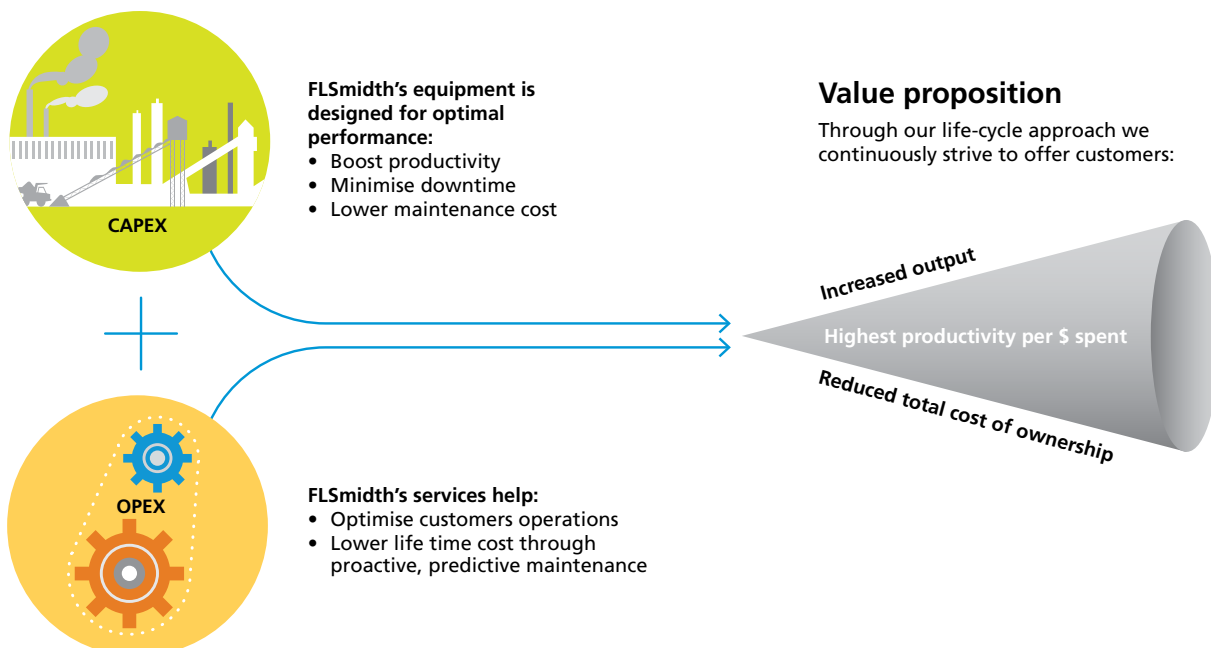 FLSmidth’s equipment is
designed for optimal
performance:
• Boost productivity
• Minimise downtime
• Lower maintenance cost
CAPEX
Value proposition
Through our life-cycle approach we
continuously strive to offer customers:
Increased output
Highest productivity per $ spent
Reduced total cost of ownership
OPEX
FLSmidth’s services help:
• Optimise customers operations
• Lower life time cost through
proactive, predictive maintenance